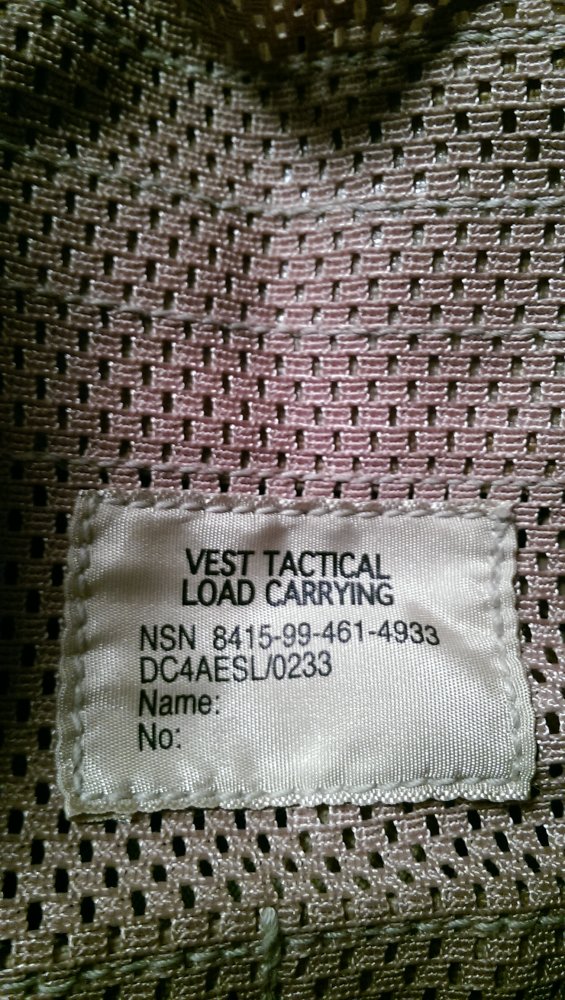 VEST TACTICAL
LOAD CARRYING
NSN 8415-99-461-4933
DC4AESL/0233
Name:
No: